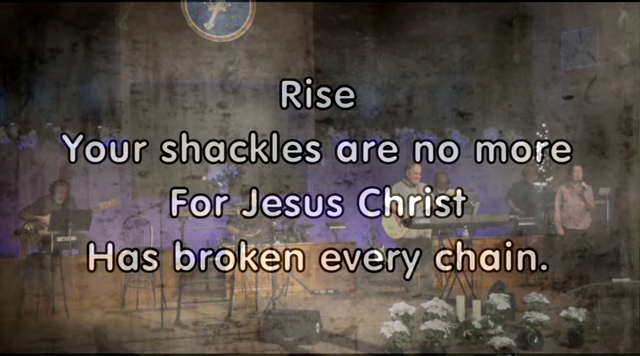 Rise
Your shackles are no more
For Jesus Christ
Has broken every chain.